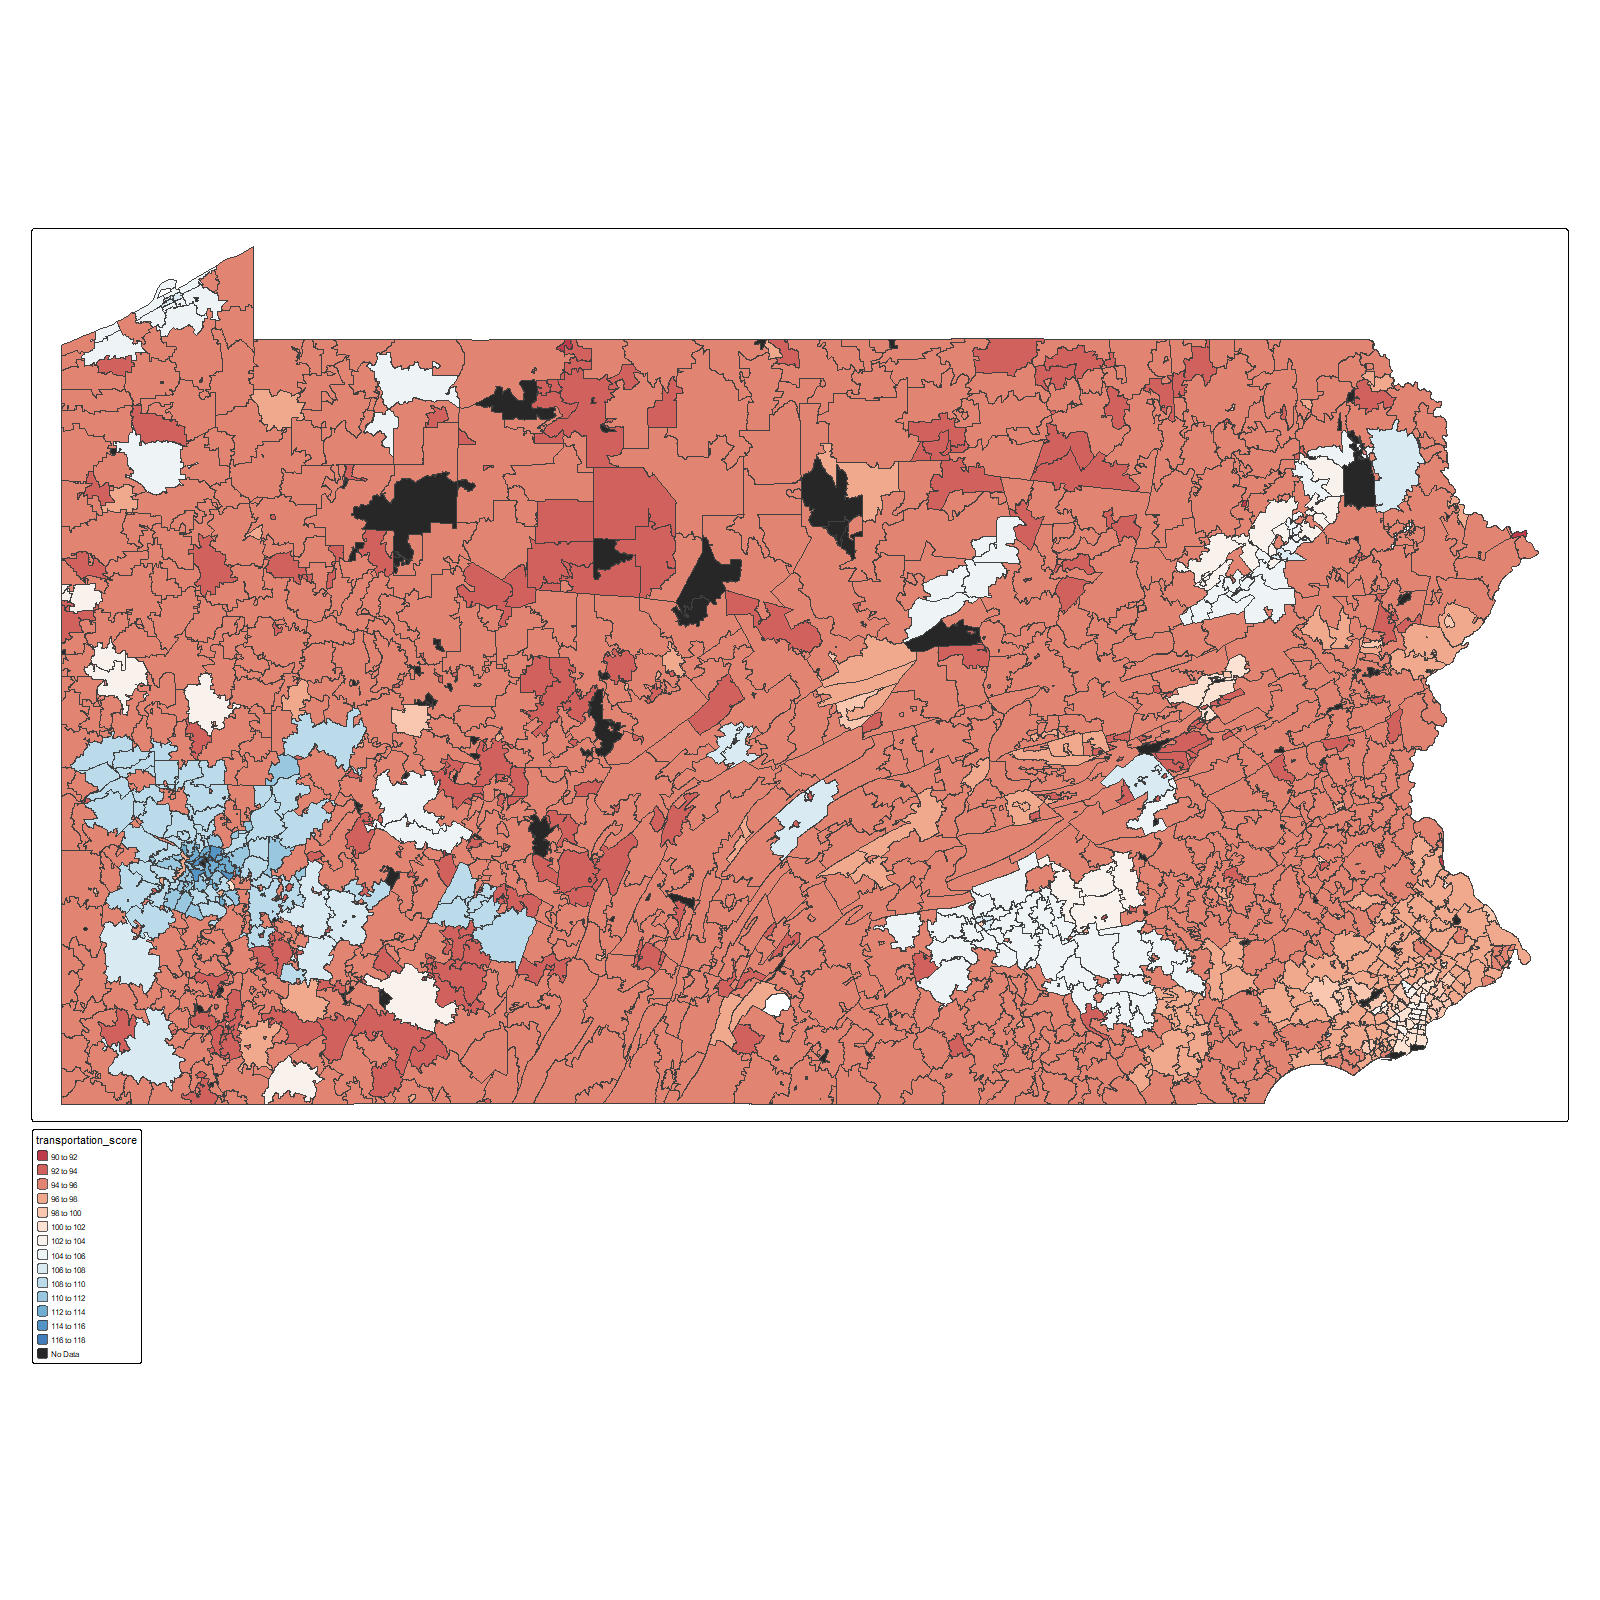 transportation_score
90 to 92
92 to 94
94 to 96
96 to 98
98 to 100
100 to 102
102 to 104
104 to 106
106 to 108
108 to 110
110 to 112
112 to 114
114 to 116
116 to 118
No Data